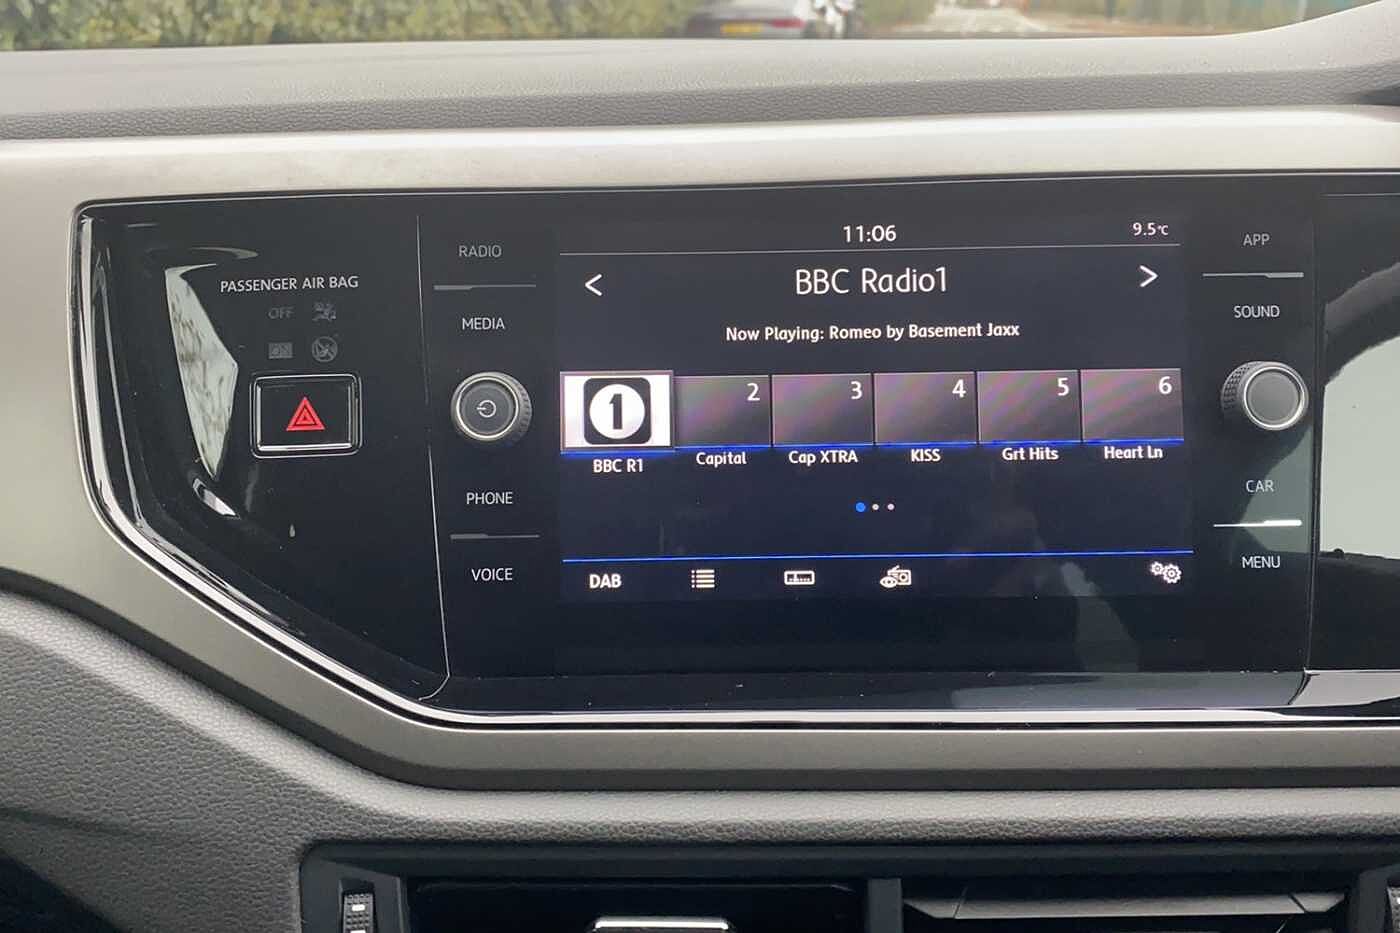 11:06
9.5°C
RADIO
APP
BBC Radio1
PASSENGER AIR BAG
OFF
ON
MEDIA
SOUND
Now Playing: Romeo by Basement Jaxx
1
2
3
4
5
6
BBC R1
Capital
Cap XTRA
KISS
Grt Hits
Heart Ln
PHONE
CAR
VOICE
MENU
DAB